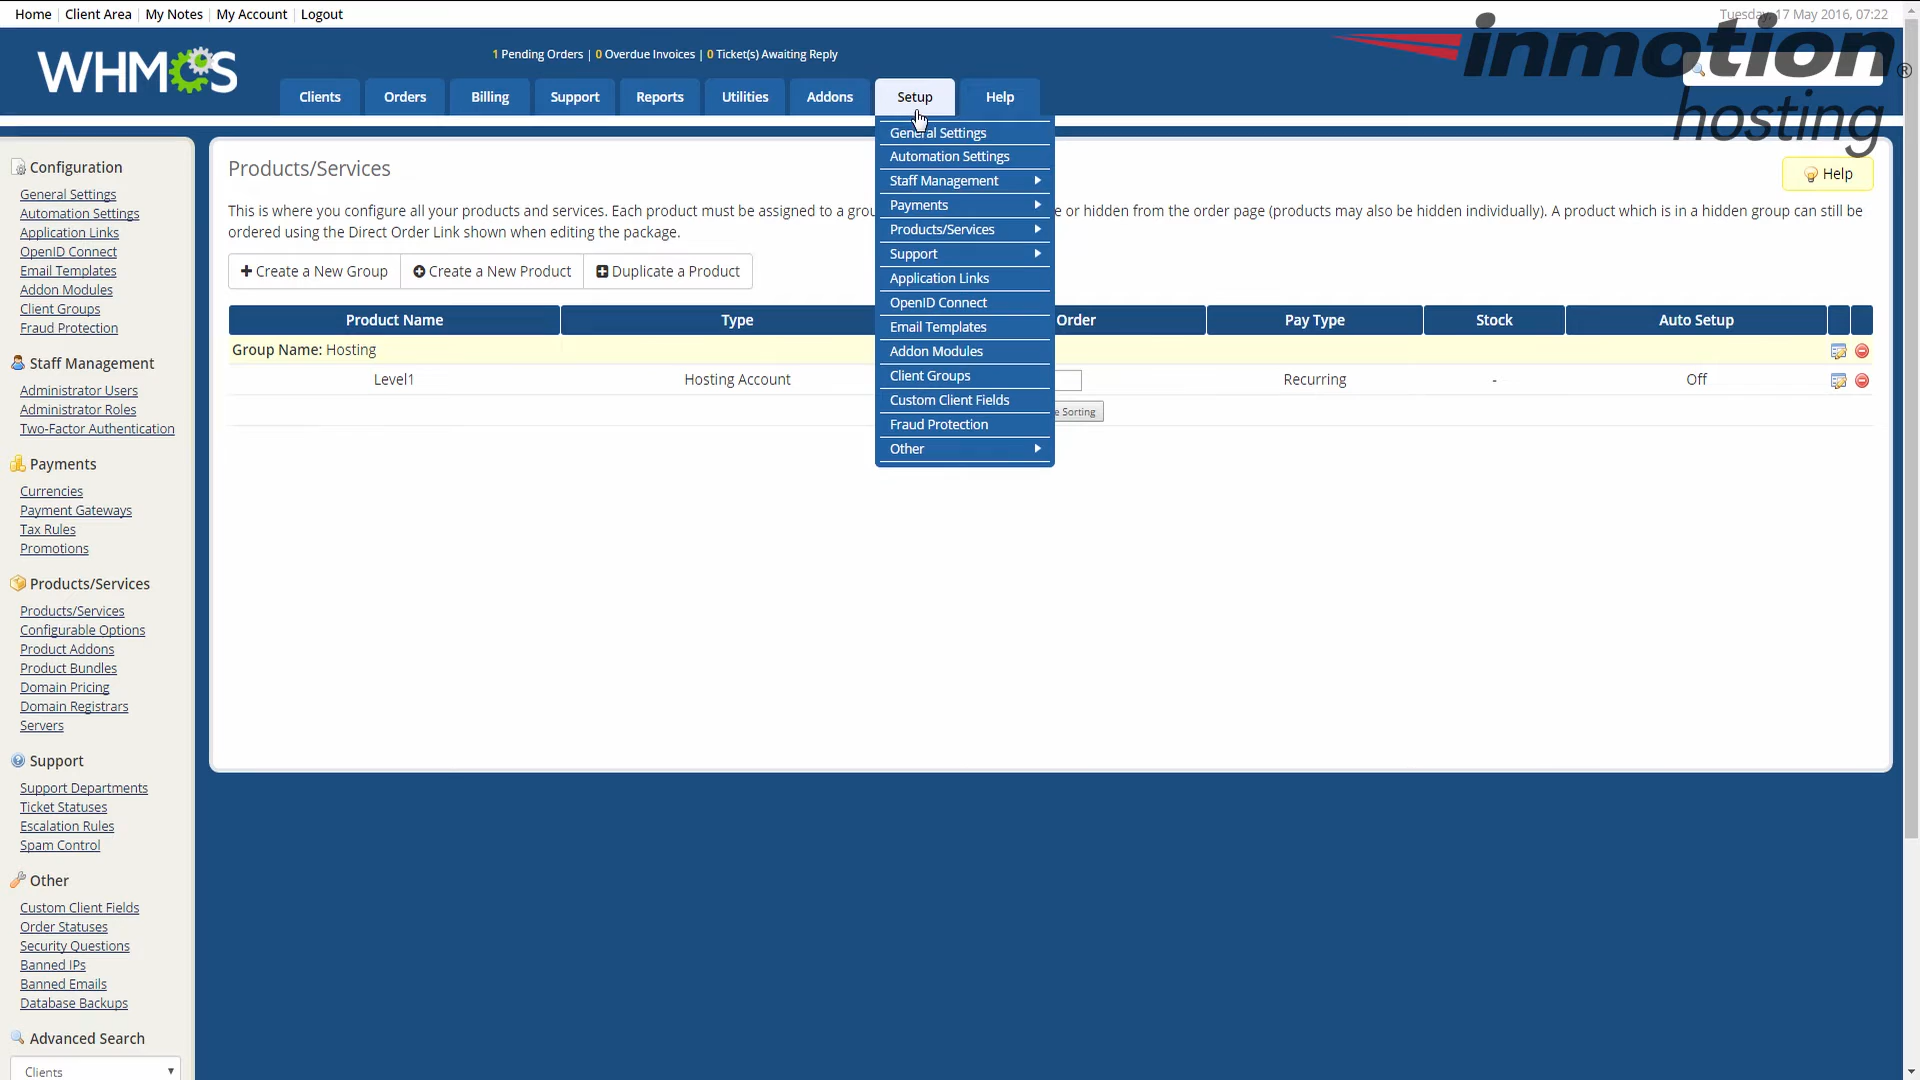 Home Client Area My Notes My Account Logout
Tuesday, 17 May 2016, 07:22
WHMCS
1 Pending Orders | 0 Overdue Invoices | 0 Ticket(s) Awaiting Reply
inmotion®
hosting
Clients Orders Billing Support Reports Utilities Addons Setup Help
General Settings
Automation Settings
Staff Management
Payments
Products/Services
Support
Application Links
OpenID Connect
Email Templates
Addon Modules
Client Groups
Custom Client Fields
Fraud Protection
Other
Configuration
General Settings
Automation Settings
Application Links
OpenID Connect
Email Templates
Addon Modules
Client Groups
Fraud Protection
Staff Management
Administrator Users
Administrator Roles
Two-Factor Authentication
Payments
Currencies
Payment Gateways
Tax Rules
Promotions
Products/Services
Products/Services
Configurable Options
Product Addons
Product Bundles
Domain Pricing
Domain Registrars
Servers
Support
Support Departments
Ticket Statuses
Escalation Rules
Spam Control
Other
Custom Client Fields
Order Statuses
Security Questions
Banned IPs
Banned Emails
Database Backups
Advanced Search
Clients
Products/Services
Help
This is where you configure all your products and services. Each product must be assigned to a grou e or hidden from the order page (products may also be hidden individually). A product which is in a hidden group can still be
ordered using the Direct Order Link shown when editing the package.
Create a New Group Create a New Product Duplicate a Product
Product Name Type Order Pay Type Stock Auto Setup
Group Name: Hosting
Level1 Hosting Account Recurring - Off
e Sorting